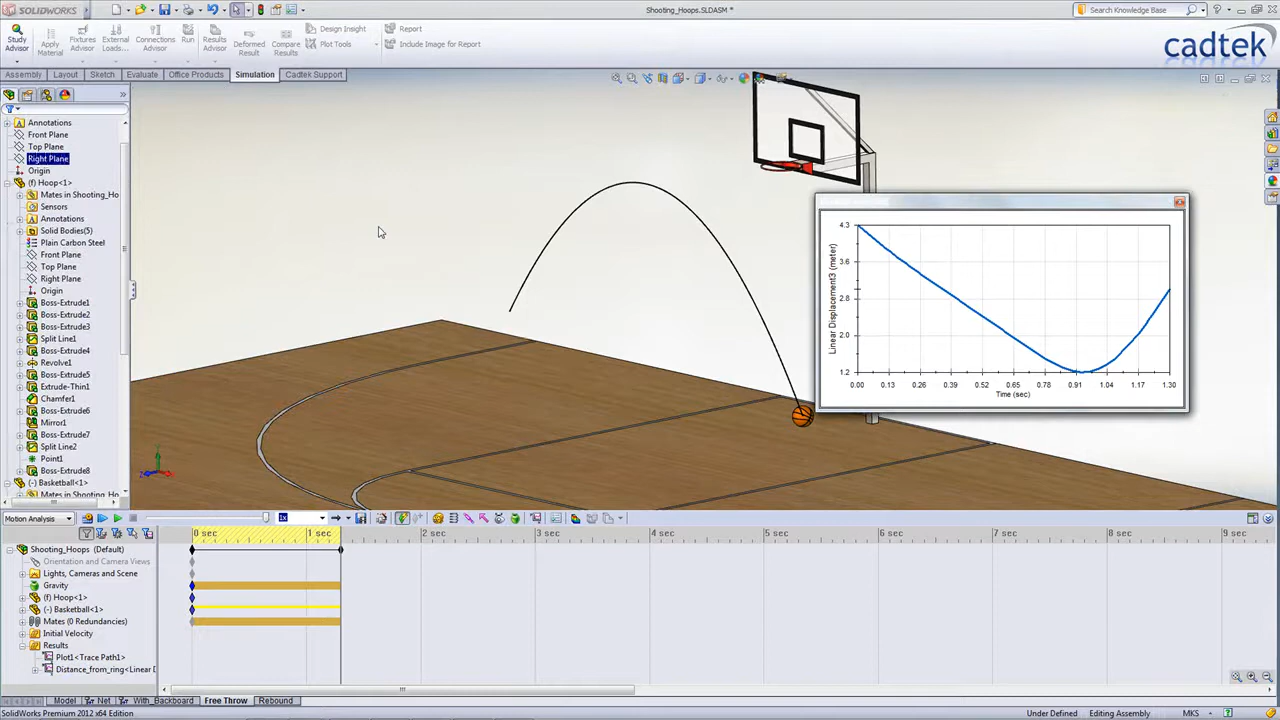 SOLIDWORKS
Shooting_Hoops.SLDASM *
Search Knowledge Base
Study Advisor
Apply Material
Fixtures Advisor
External Loads...
Connections Advisor
Run
Results Advisor
Deformed Result
Compare Results
Design Insight
Plot Tools
Report
Include Image for Report
cadtek
Assembly Layout Sketch Evaluate Office Products Simulation Cadtek Support
Annotations
Front Plane
Top Plane
Right Plane
Origin
(f) Hoop<1>
Mates in Shooting_Ho
Sensors
Annotations
Solid Bodies(5)
Plain Carbon Steel
Front Plane
Top Plane
Right Plane
Origin
Boss-Extrude1
Boss-Extrude2
Boss-Extrude3
Split Line1
Boss-Extrude4
Revolve1
Boss-Extrude5
Extrude-Thin1
Chamfer1
Boss-Extrude6
Mirror1
Boss-Extrude7
Split Line2
Point1
Boss-Extrude8
(-) Basketball<1>
Mates in Shooting_Ho
Linear Displacement3 (meter)
4.3
3.6
2.8
2.0
1.2
0.00 0.13 0.26 0.39 0.52 0.65 0.78 0.91 1.04 1.17 1.30
Time (sec)
Motion Analysis
1x
0 sec 1 sec 2 sec 3 sec 4 sec 5 sec 6 sec 7 sec 8 sec 9 sec
Shooting_Hoops (Default)
Orientation and Camera Views
Lights, Cameras and Scene
Gravity
(f) Hoop<1>
(-) Basketball<1>
Mates (0 Redundancies)
Initial Velocity
Results
Plot1<Trace Path1>
Distance_from_ring<Linear D
Model Net With_Backboard Free Throw Rebound
SolidWorks Premium 2012 x64 Edition
Under Defined
Editing Assembly
MKS